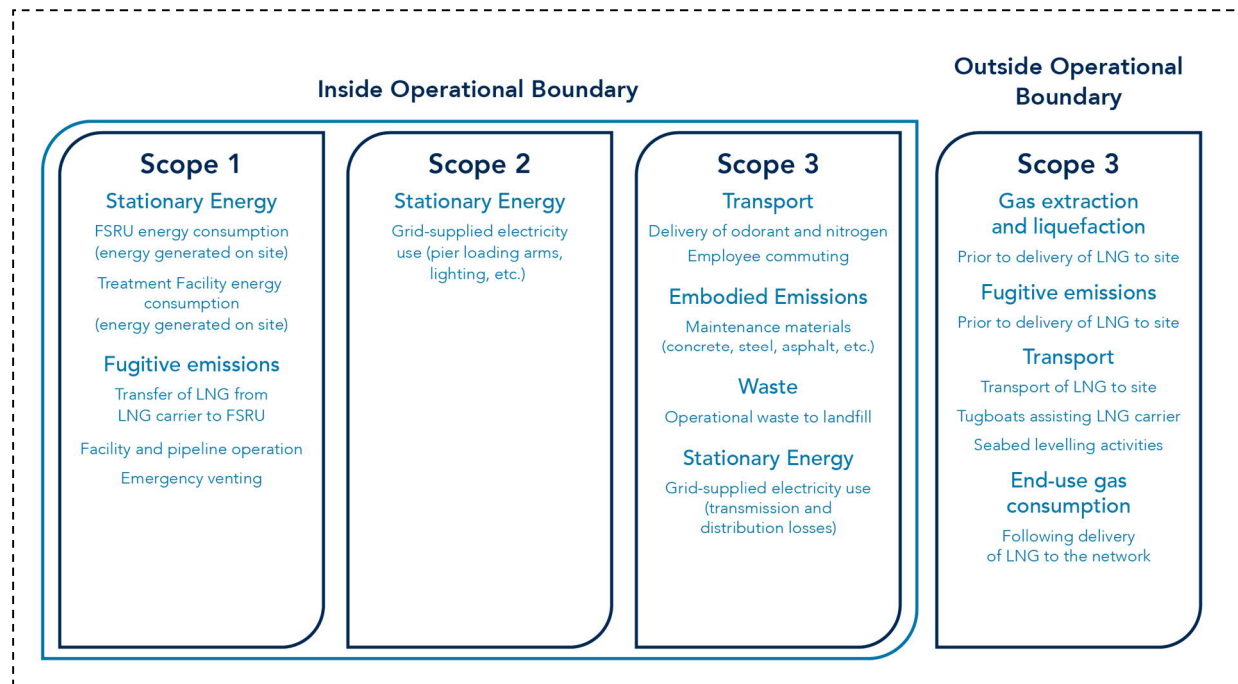 Inside Operational Boundary
Outside Operational
Boundary
Scope 1
Stationary Energy
FSRU energy consumption
(energy generated on site)
Treatment Facility energy
consumption
(energy generated on site)
Fugitive emissions
Transfer of LNG from
LNG carrier to FSRU
Facility and pipeline operation
Emergency venting
Scope 2
Stationary Energy
Grid-supplied electricity
use (pier loading arms,
lighting, etc.)
Scope 3
Transport
Delivery of odorant and nitrogen
Employee commuting
Embodied Emissions
Maintenance materials
(concrete, steel, asphalt, etc.)
Waste
Operational waste to landfill
Stationary Energy
Grid-supplied electricity use
(transmission and
distribution losses)
Scope 3
Gas extraction
and liquefaction
Prior to delivery of LNG to site
Fugitive emissions
Prior to delivery of LNG to site
Transport
Transport of LNG to site
Tugboats assisting LNG carrier
Seabed levelling activities
End-use gas
consumption
Following delivery
of LNG to the network